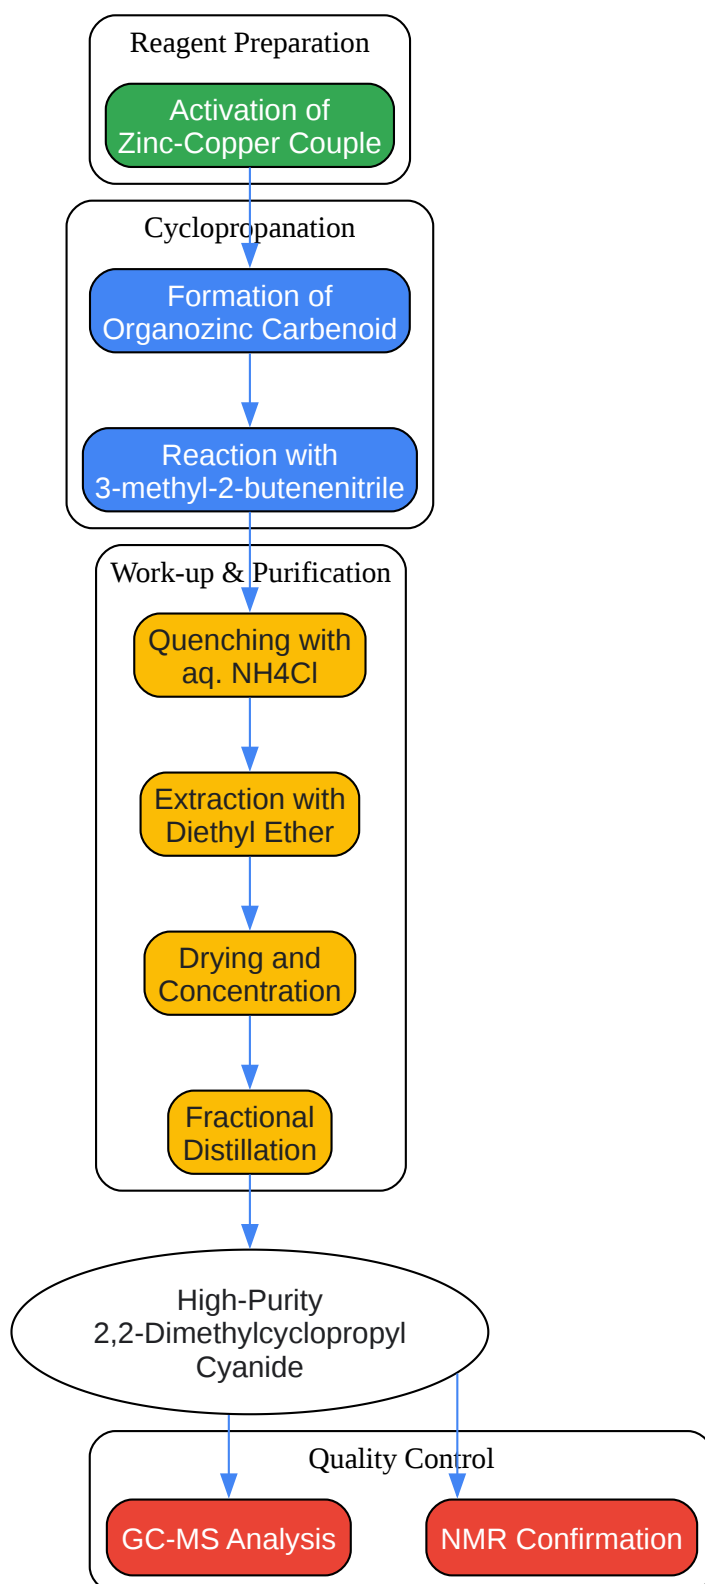 Reagent Preparation
Activation of
Zinc-Copper Couple
Cyclopropanation
Formation of
Organozinc Carbenoid
Reaction with
3-methyl-2-butenenitrile
Work-up & Purification
Quenching with
aq. NH4Cl
Extraction with
Diethyl Ether
Drying and
Concentration
Fractional
Distillation
High-Purity
2,2-Dimethylcyclopropyl
Cyanide
Quality Control
GC-MS Analysis
NMR Confirmation